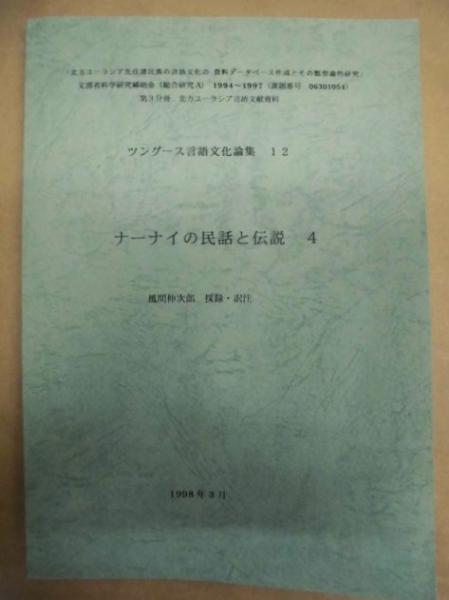 「北方ユーラシア先住諸民族の言語文化の 資料データベース作成とその類型論的研究」
文部省科学研究補助金 (総合研究A) 1994～1997 (課題番号 06301054)
第3分冊 北方ユーラシア言語文献資料
ツングース言語文化論集 12
ナーナイの民話と伝説 4
風間伸次郎 採録・訳注
1998年3月